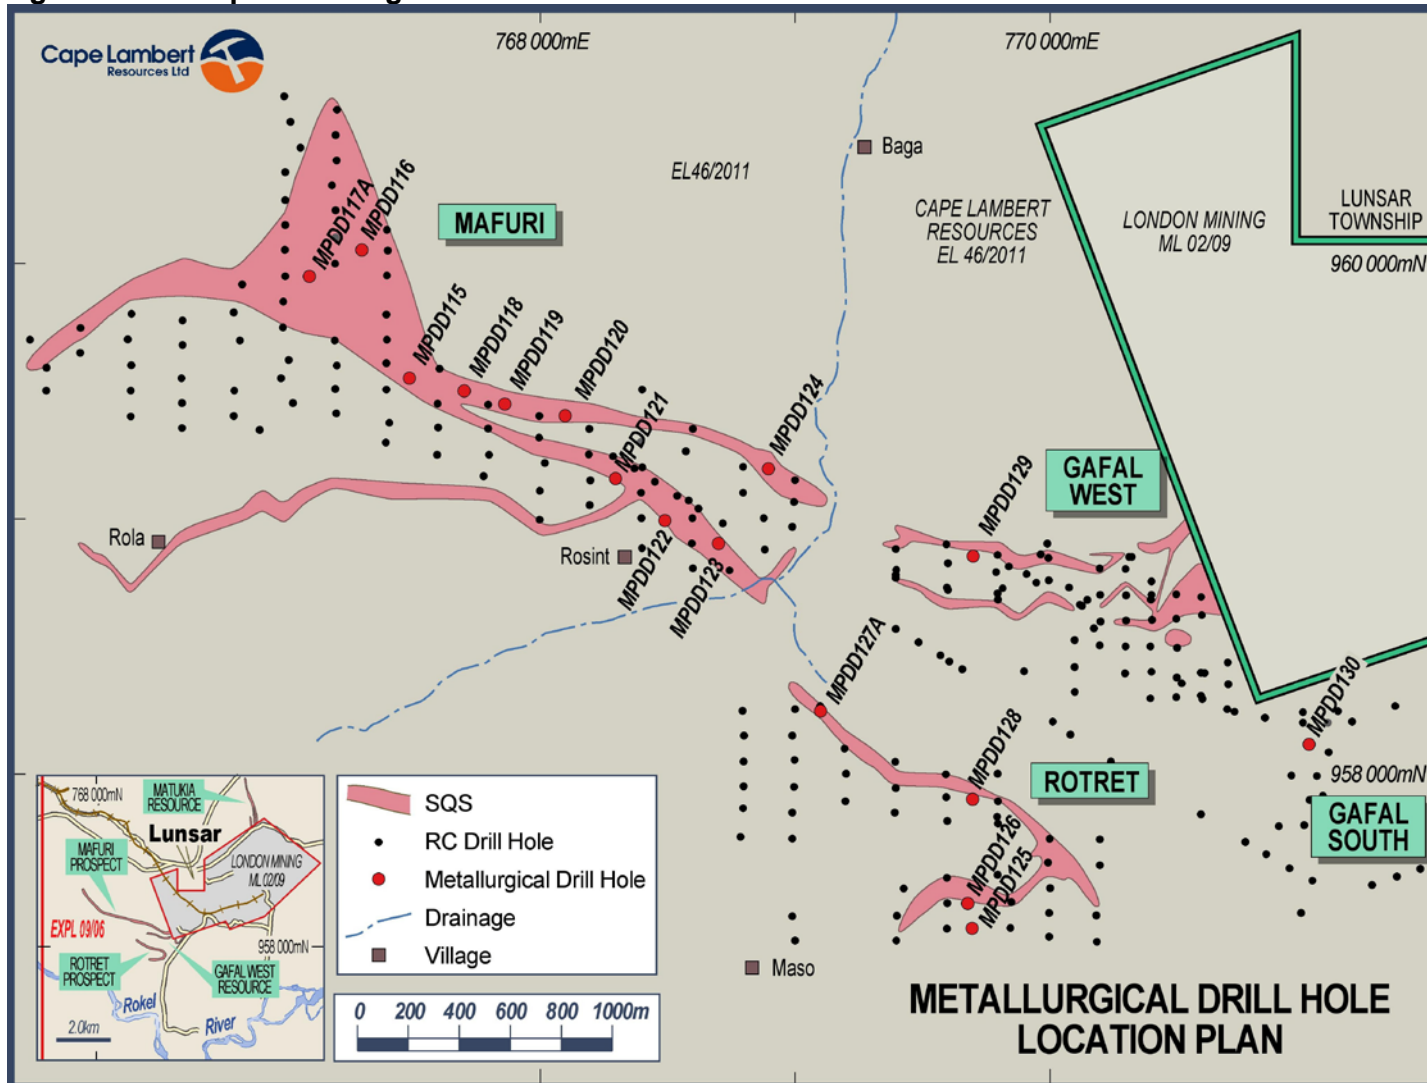 Cape Lambert
Resources Ltd
768 000mE
770 000mE
Baga
EL46/2011
MAFURI
CAPE LAMBERT
RESOURCES
EL 46/2011
LONDON MINING
ML 02/09
LUNSAR
TOWNSHIP
960 000mN
MPDD117A
MPDD116
MPDD115
MPDD118
MPDD119
MPDD120
MPDD121
MPDD124
MPDD122
MPDD123
Rola
Rosint
GAFAL
WEST
MPDD129
MPDD127A
MPDD128
MPDD130
ROTRET
958 000mN
GAFAL
SOUTH
MPDD126
MPDD125
Maso
768 000mN
MATUKIA
RESOURCE
Lunsar
MAFURI
PROSPECT
LONDON MINING
ML 02/09
EXPL 09/06
958 000mN
ROTRET
PROSPECT
GAFAL WEST
RESOURCE
Rokel
River
2.0km
SQS
RC Drill Hole
Metallurgical Drill Hole
Drainage
Village
0 200 400 600 800 1000m
METALLURGICAL DRILL HOLE
LOCATION PLAN